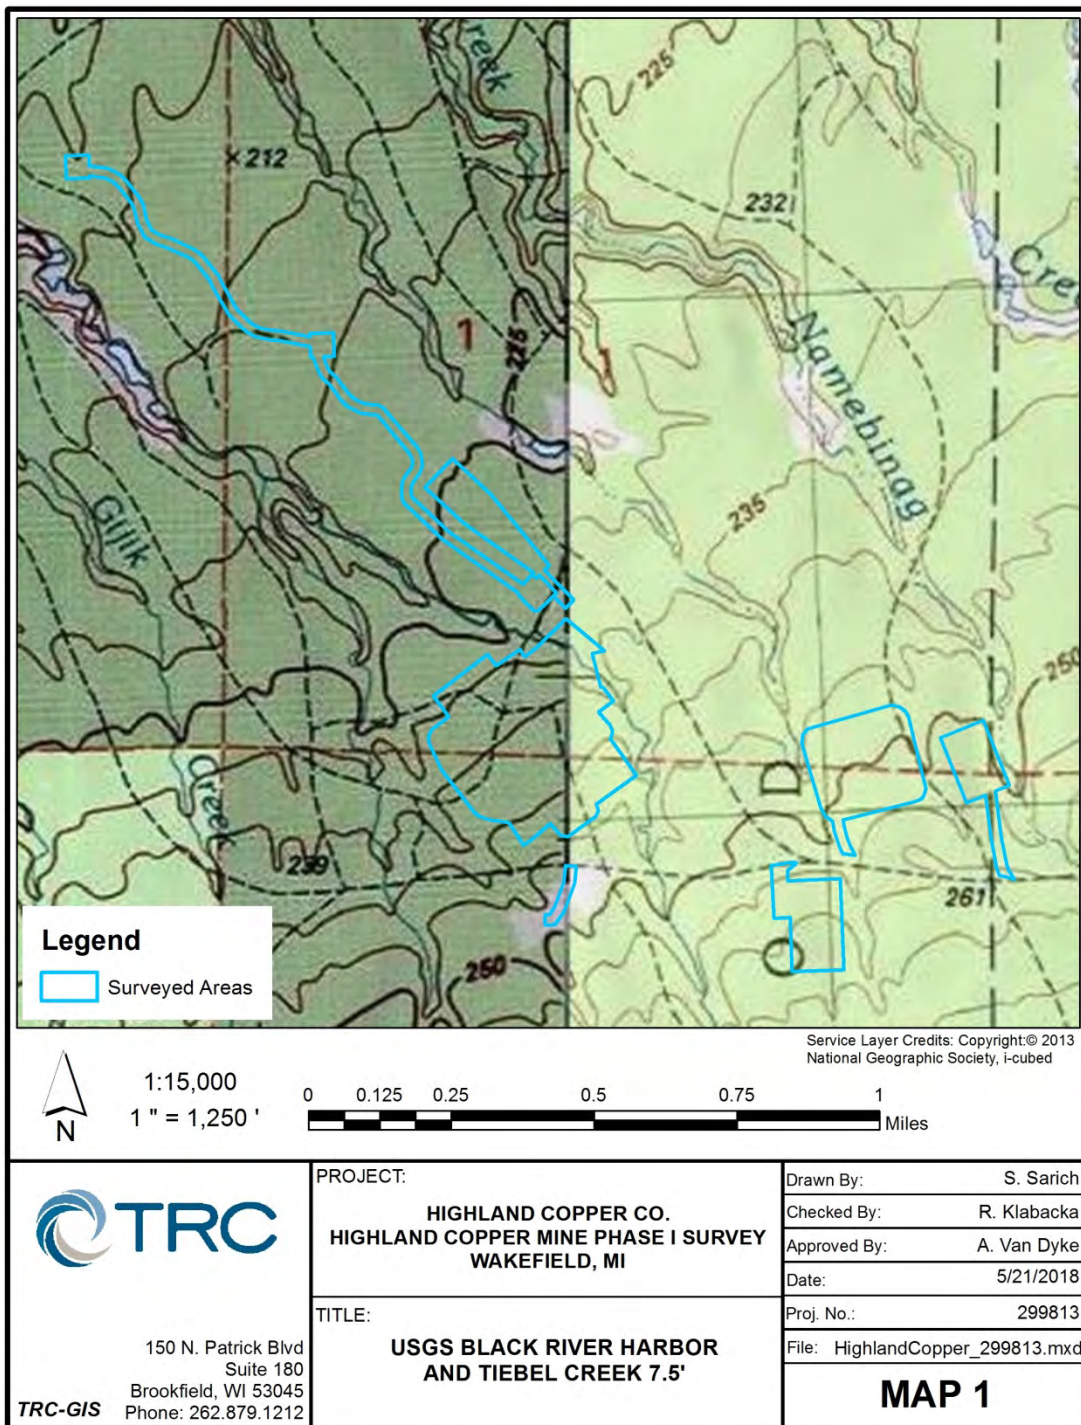 Creek
225
×212
232
Cree
1
225
1
Namebinag
235
Gijik
250
D
Creek
239
261
250
O
Legend
Surveyed Areas
Service Layer Credits: Copyright:© 2013
National Geographic Society, i-cubed
N
1:15,000
1 " = 1,250 '
0 0.125 0.25 0.5 0.75 1
Miles
TRC
150 N. Patrick Blvd
Suite 180
Brookfield, WI 53045
TRC-GIS Phone: 262.879.1212
PROJECT:
HIGHLAND COPPER CO.
HIGHLAND COPPER MINE PHASE I SURVEY
WAKEFIELD, MI
TITLE:
USGS BLACK RIVER HARBOR
AND TIEBEL CREEK 7.5'
Drawn By: S. Sarich
Checked By: R. Klabacka
Approved By: A. Van Dyke
Date: 5/21/2018
Proj. No.: 299813
File: HighlandCopper_299813.mxd
MAP 1